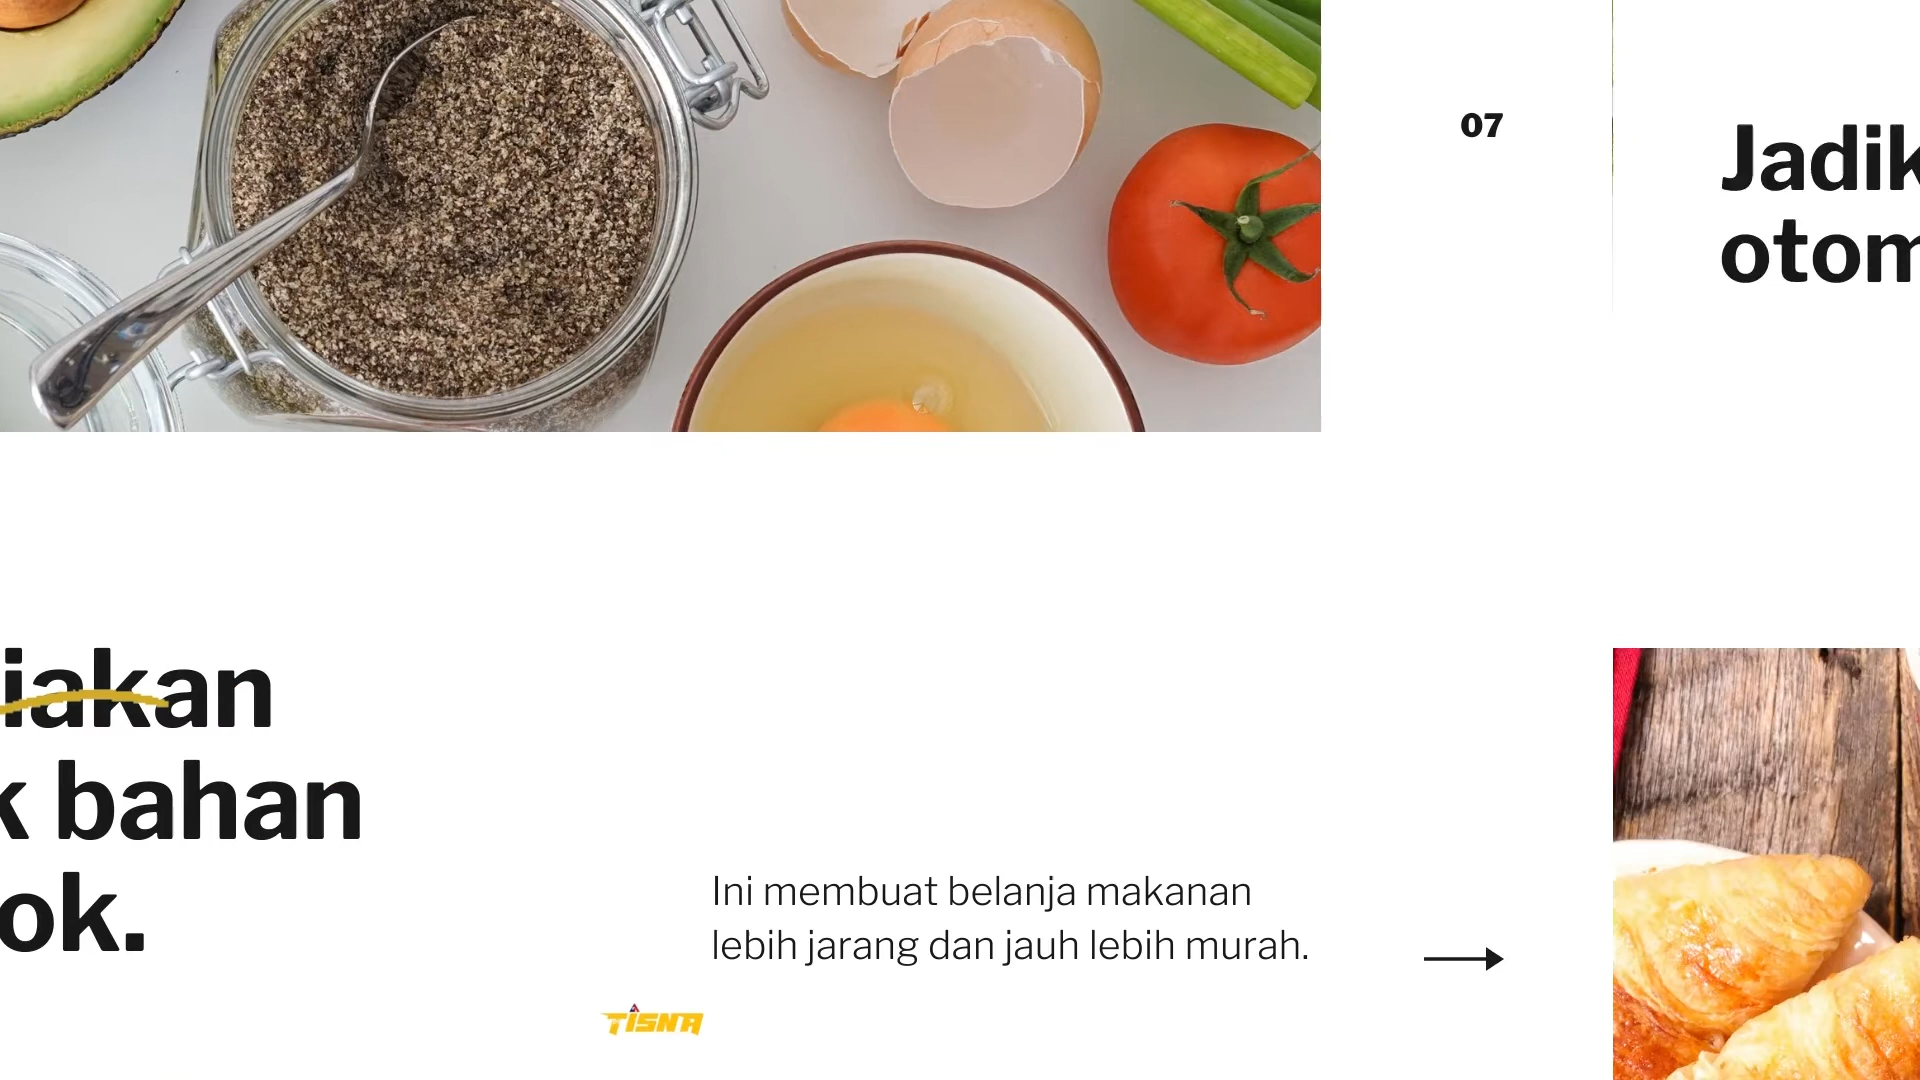 07
Jadik
otom
iakan
k bahan
ok.
Ini membuat belanja makanan
lebih jarang dan jauh lebih murah.
TISNA